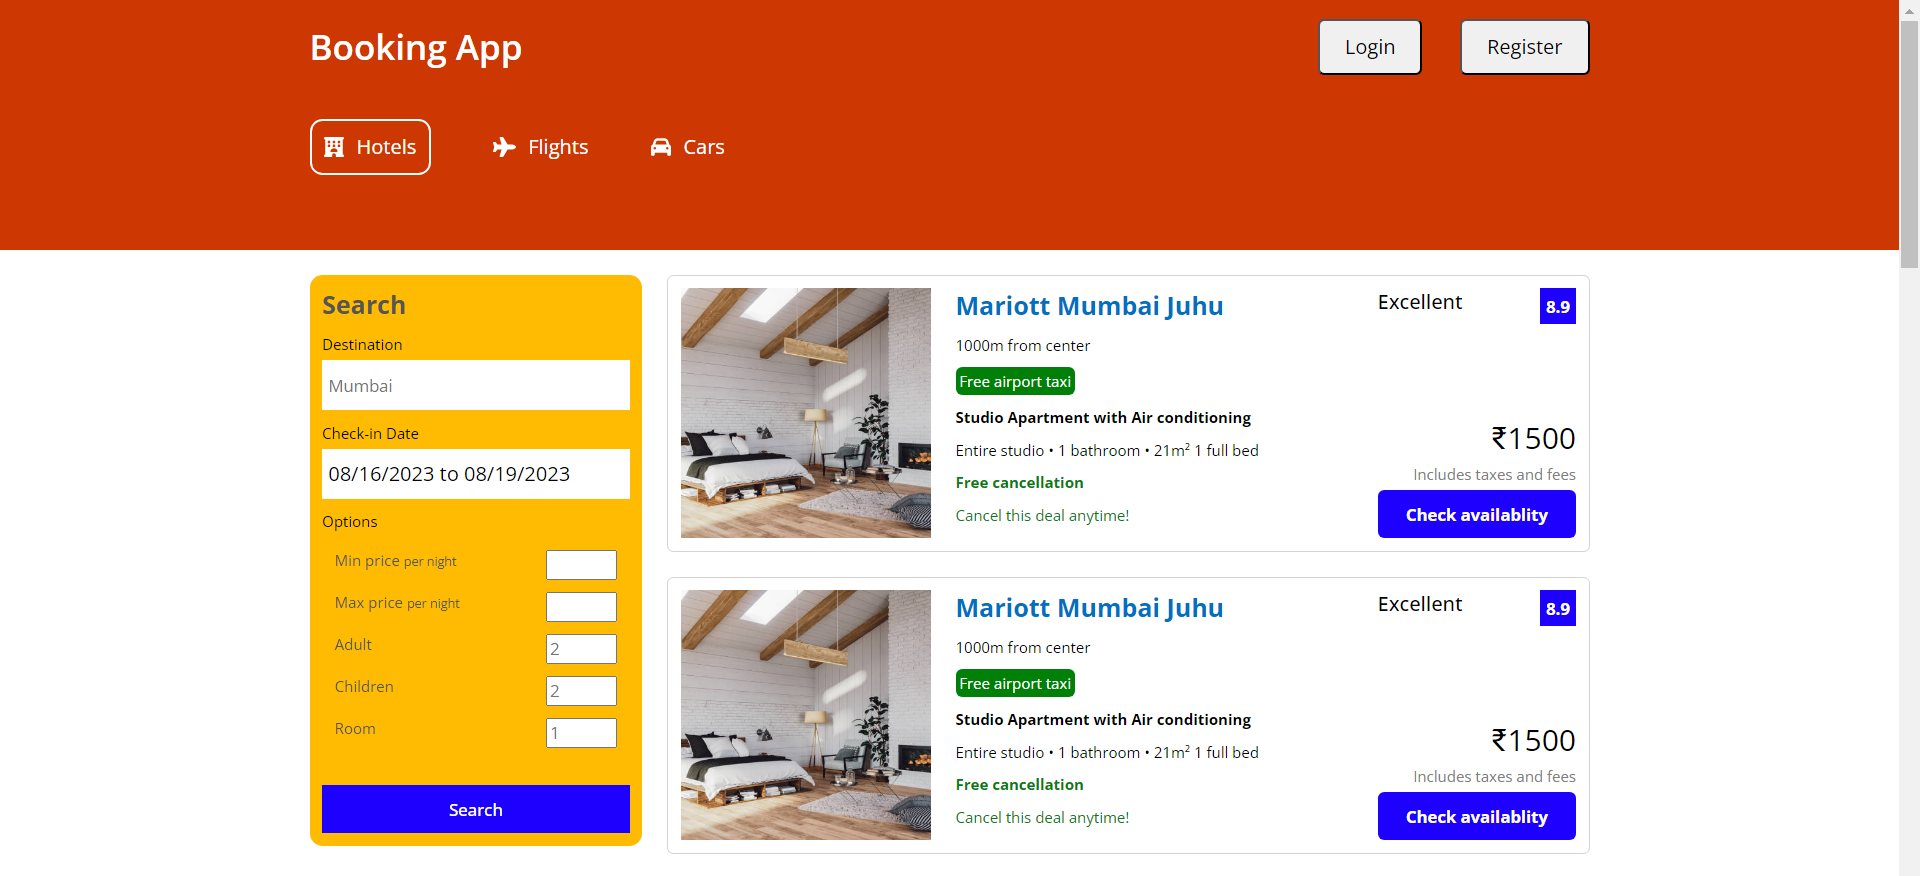 Booking App
Login
Register
Hotels
Flights
Cars
Search
Destination
Mumbai
Check-in Date
08/16/2023 to 08/19/2023
Options
Min price per night
Max price per night
Adult
2
Children
2
Room
1
Search
Mariott Mumbai Juhu
Excellent
8.9
1000m from center
Free airport taxi
Studio Apartment with Air conditioning
Entire studio • 1 bathroom • 21m² 1 full bed
Free cancellation
Cancel this deal anytime!
₹1500
Includes taxes and fees
Check availablity
Mariott Mumbai Juhu
Excellent
8.9
1000m from center
Free airport taxi
Studio Apartment with Air conditioning
Entire studio • 1 bathroom • 21m² 1 full bed
Free cancellation
Cancel this deal anytime!
₹1500
Includes taxes and fees
Check availablity